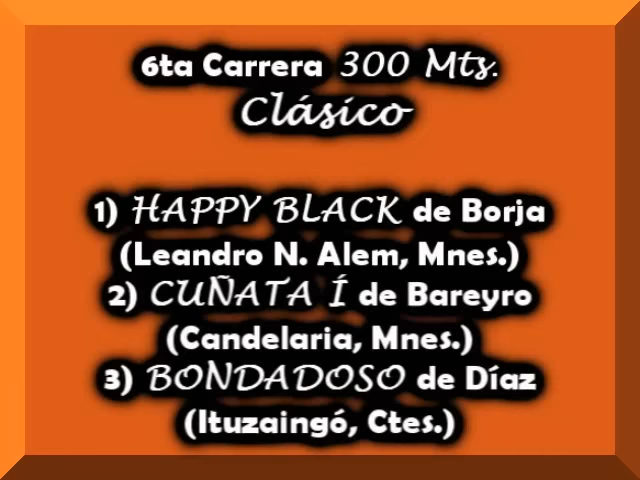 6ta Carrera 300 Mts.
Clásico
1) HAPPY BLACK de Borja
(Leandro N. Alem, Mnes.)
2) CUÑATA Í de Bareyro
(Candelaria, Mnes.)
3) BONDADOSO de Díaz
(Ituzaingó, Ctes.)